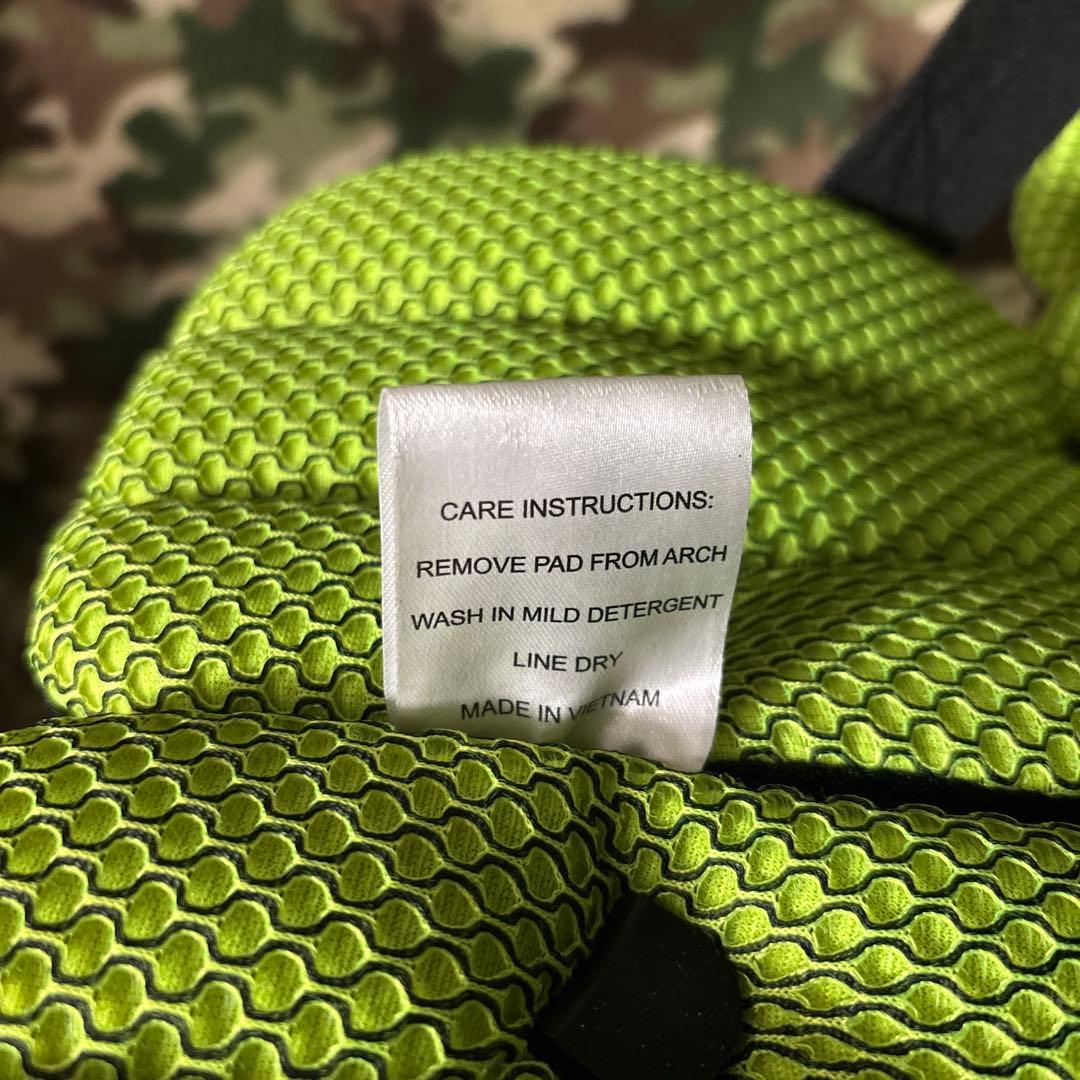 CARE INSTRUCTIONS:
REMOVE PAD FROM ARCH
WASH IN MILD DETERGENT
LINE DRY
MADE IN VIETNAM